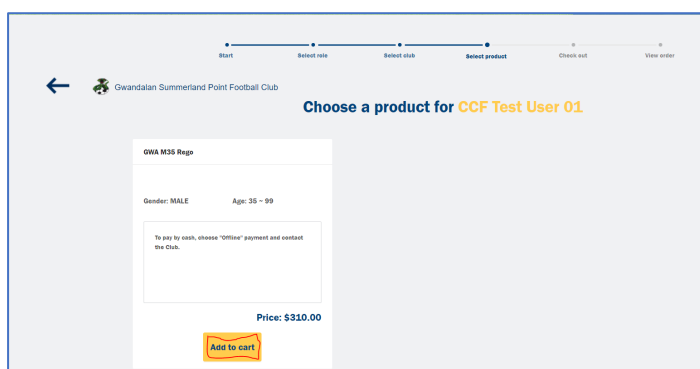 Start Select role Select club Select product Check out View order
Gwandalan Summerland Point Football Club
Choose a product for CCF Test User 01
GWA M35 Rego
Gender: MALE Age: 35 ~ 99
To pay by cash, choose "Offline" payment and contact
the Club.
Price: $310.00
Add to cart